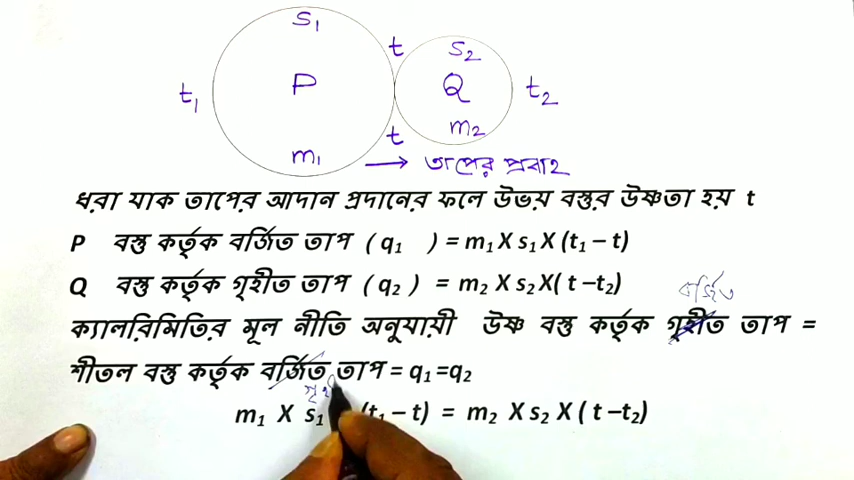 s₁
t s₂
t₁ P Q t₂
t m₂
m₁ → তাপের প্রবাহ
ধরা যাক তাপের আদান প্রদানের ফলে উভয় বস্তুর উষ্ণতা হয় t
P বস্তু কর্তৃক বর্জিত তাপ ( q₁ ) = m₁ X s₁ X (t₁ – t)
Q বস্তু কর্তৃক গৃহীত তাপ ( q₂ ) = m₂ X s₂ X( t –t₂)
বর্জিত
ক্যালরিমিতির মূল নীতি অনুযায়ী উষ্ণ বস্তু কর্তৃক গৃহীত তাপ =
শীতল বস্তু কর্তৃক বর্জিত তাপ = q₁ =q₂
m₁ X s₁ (t₁ – t) = m₂ X s₂ X ( t –t₂)